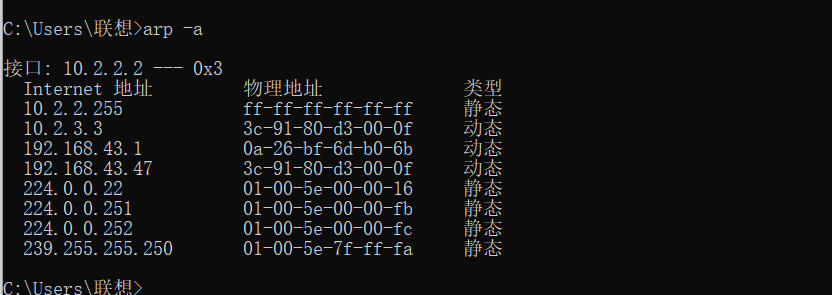 C:\Users\联想>arp -a
接口: 10.2.2.2 --- 0x3
Internet 地址 物理地址 类型
10.2.2.255 ff-ff-ff-ff-ff-ff 静态
10.2.3.3 3c-91-80-d3-00-0f 动态
192.168.43.1 0a-26-bf-6d-b0-6b 动态
192.168.43.47 3c-91-80-d3-00-0f 动态
224.0.0.22 01-00-5e-00-00-16 静态
224.0.0.251 01-00-5e-00-00-fb 静态
224.0.0.252 01-00-5e-00-00-fc 静态
239.255.255.250 01-00-5e-7f-ff-fa 静态
C:\Users\联想>